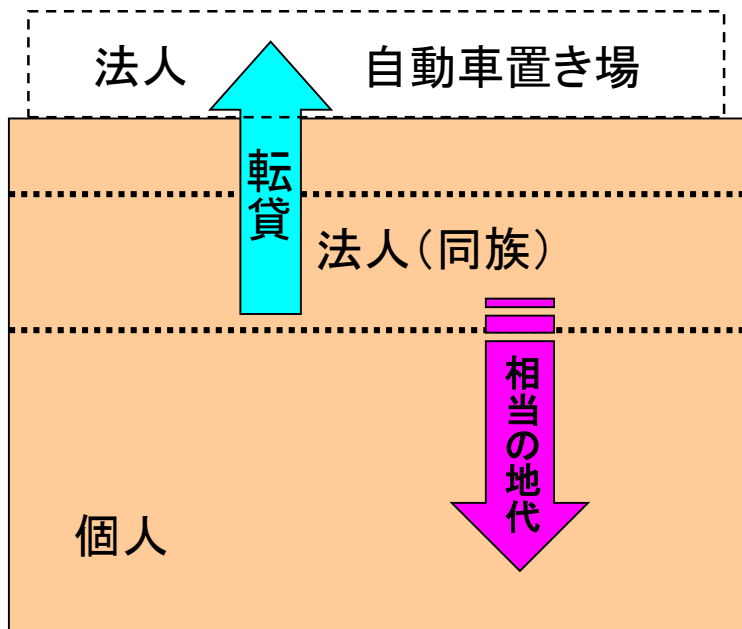 法人
自動車置き場
転貸
法人（同族）
相当の地代
個人